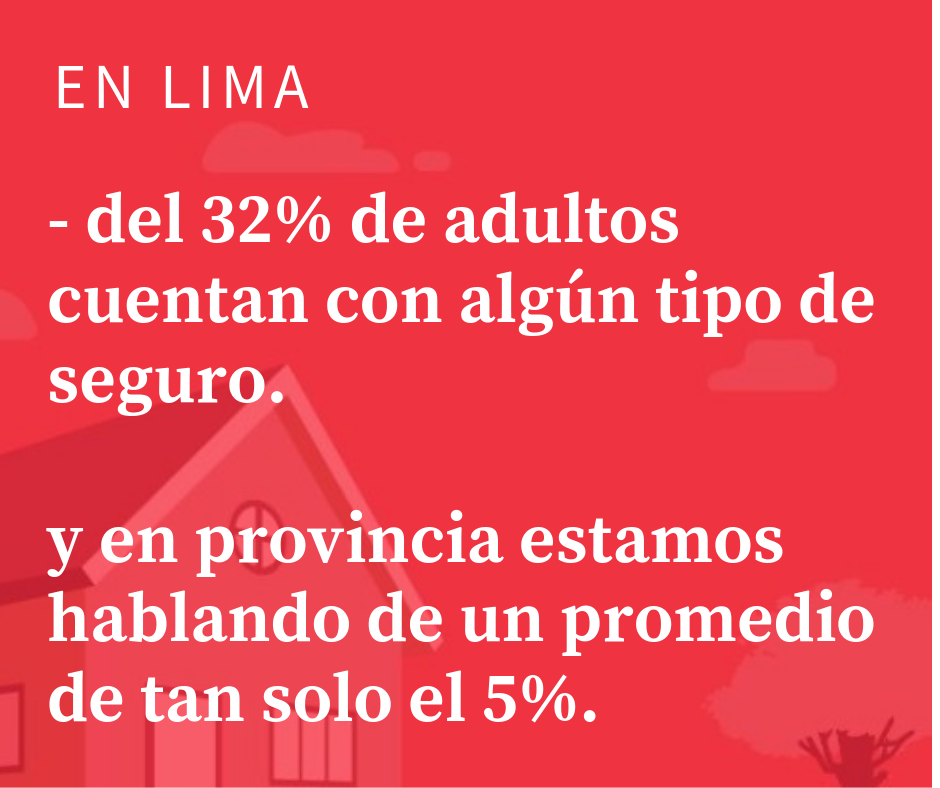 EN LIMA
- del 32% de adultos
cuentan con algún tipo de
seguro.
y en provincia estamos
hablando de un promedio
de tan solo el 5%.